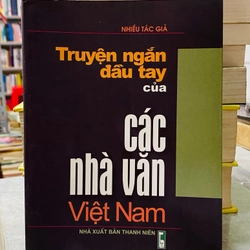 NHIỀU TÁC GIẢ
Truyện ngắn
đầu tay
của
các
nhà văn
Việt Nam
NHÀ XUẤT BẢN THANH NIÊN